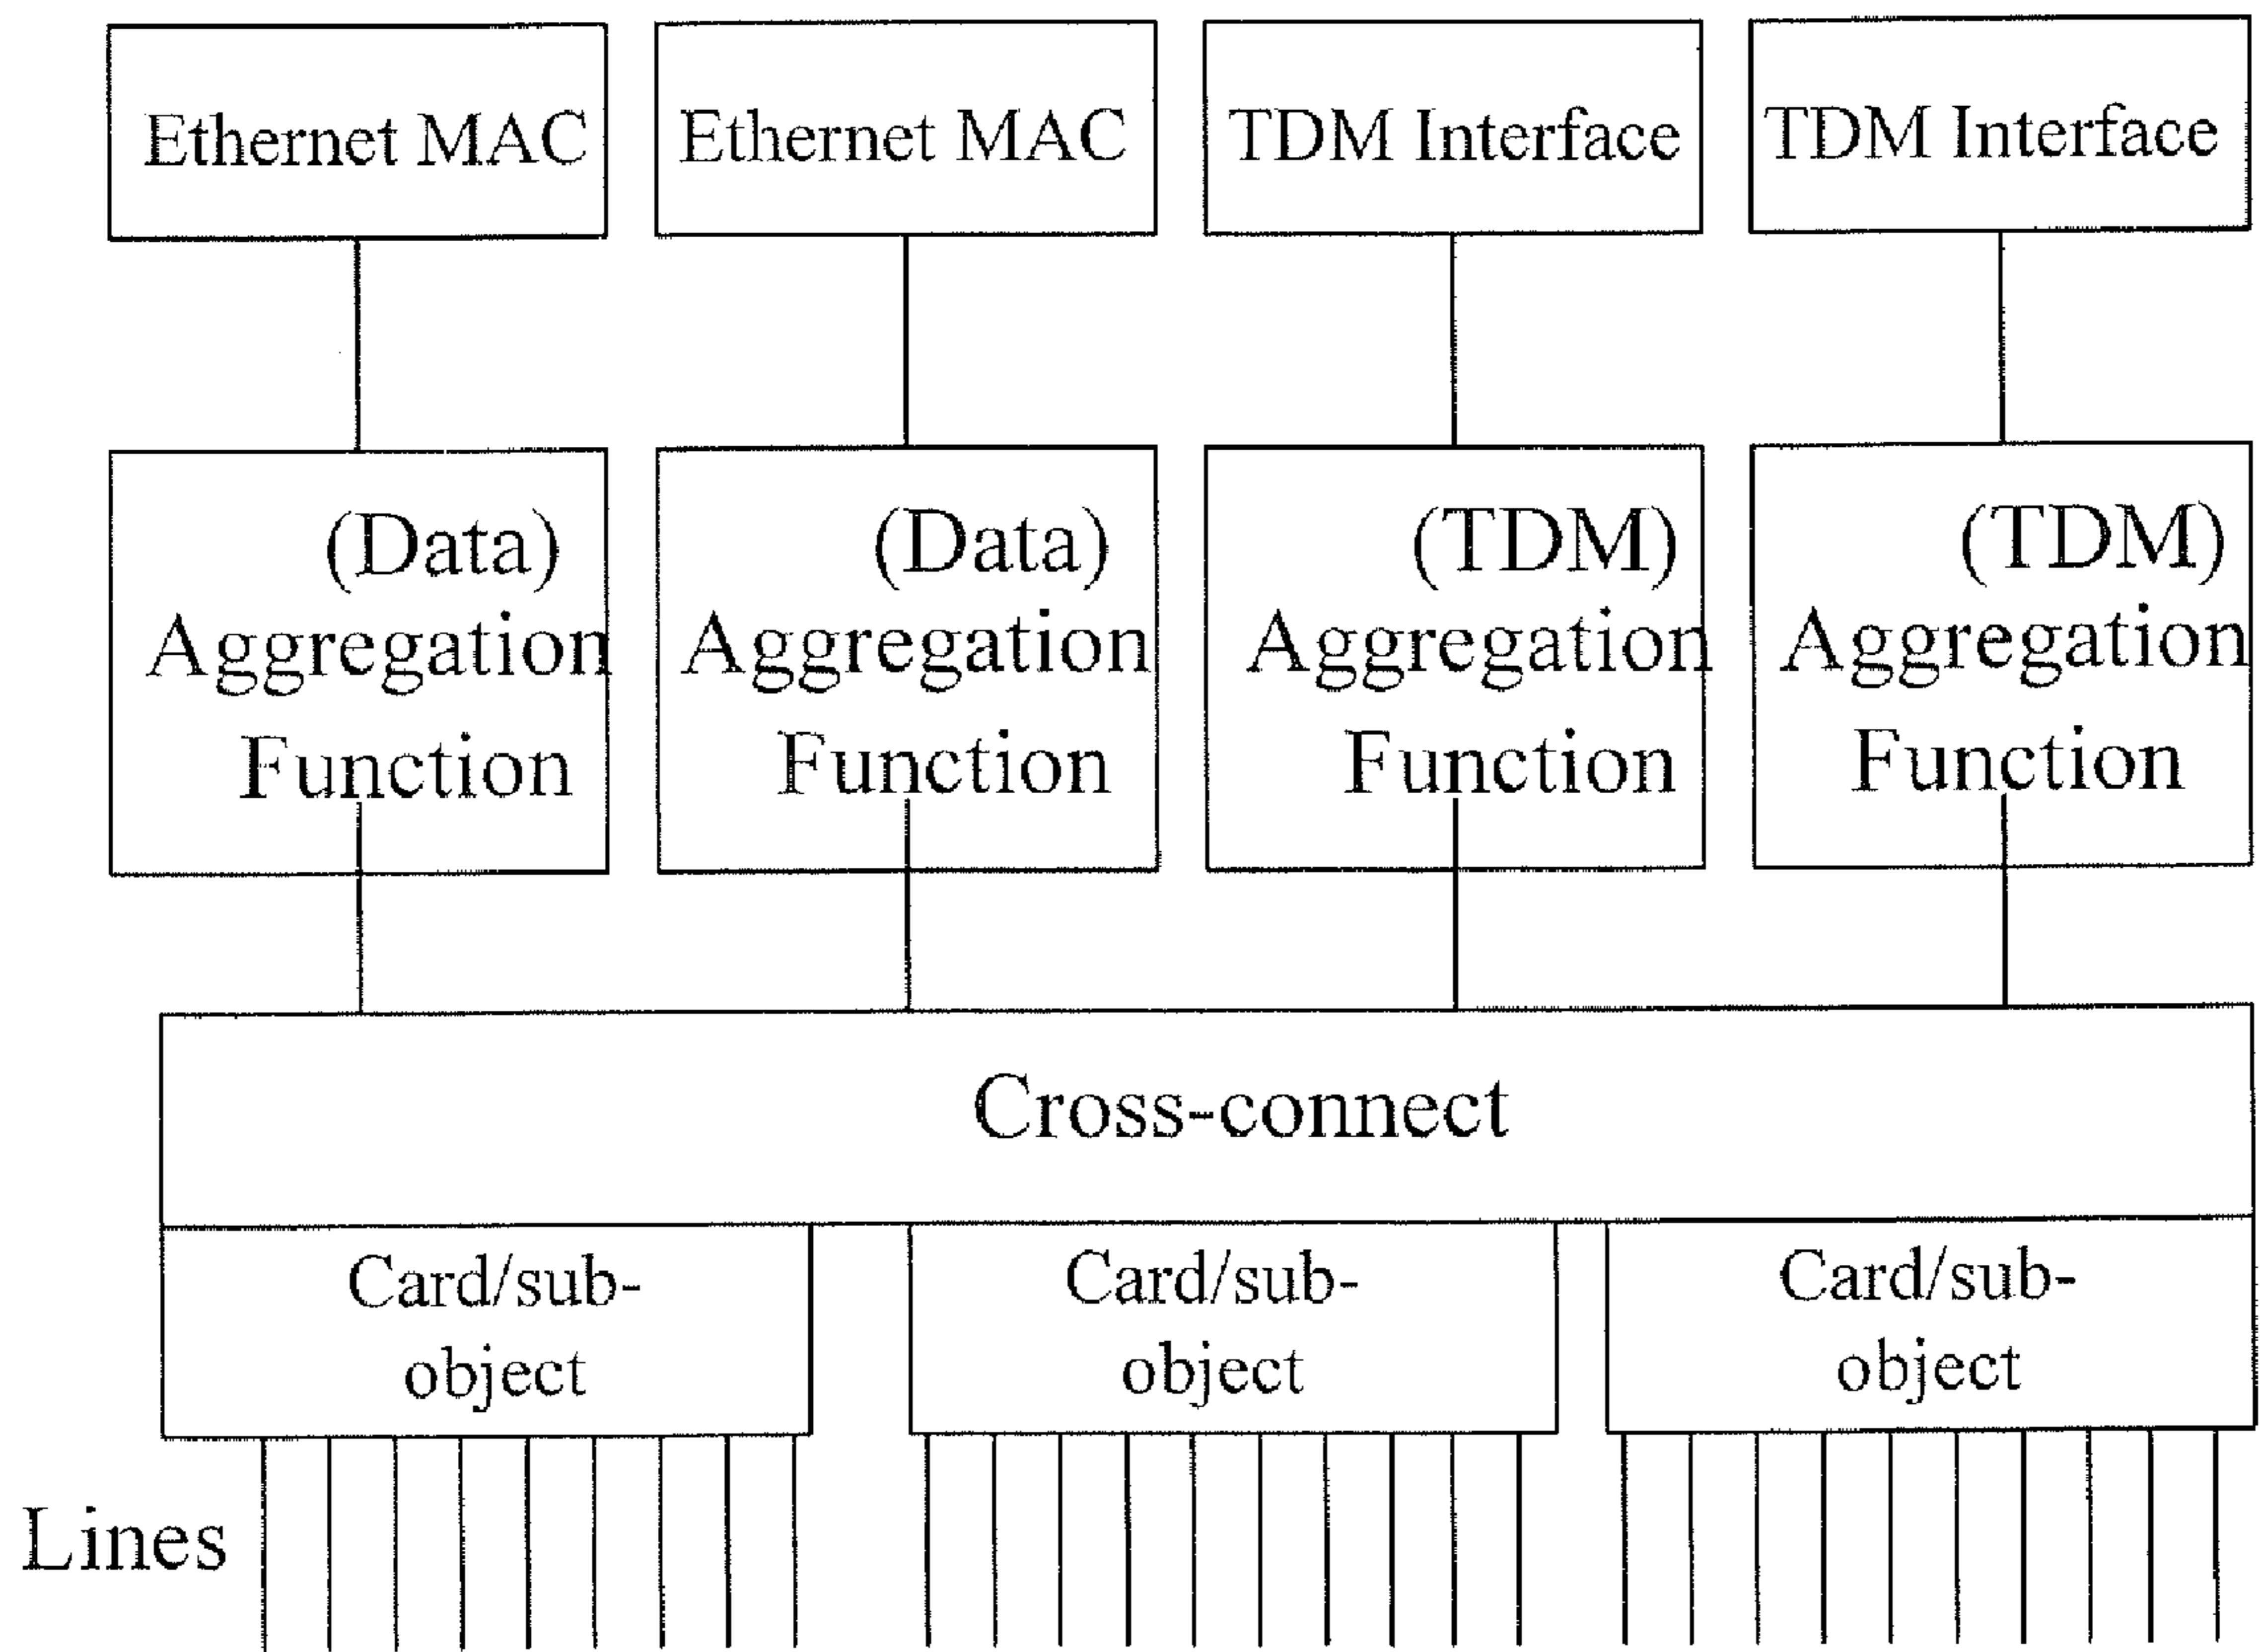 Ethernet MAC
Ethernet MAC
TDM Interface
TDM Interface
(Data)
Aggregation
Function
(Data)
Aggregation
Function
(TDM)
Aggregation
Function
(TDM)
Aggregation
Function
Cross-connect
Card/sub-
object
Card/sub-
object
Card/sub-
object
Lines